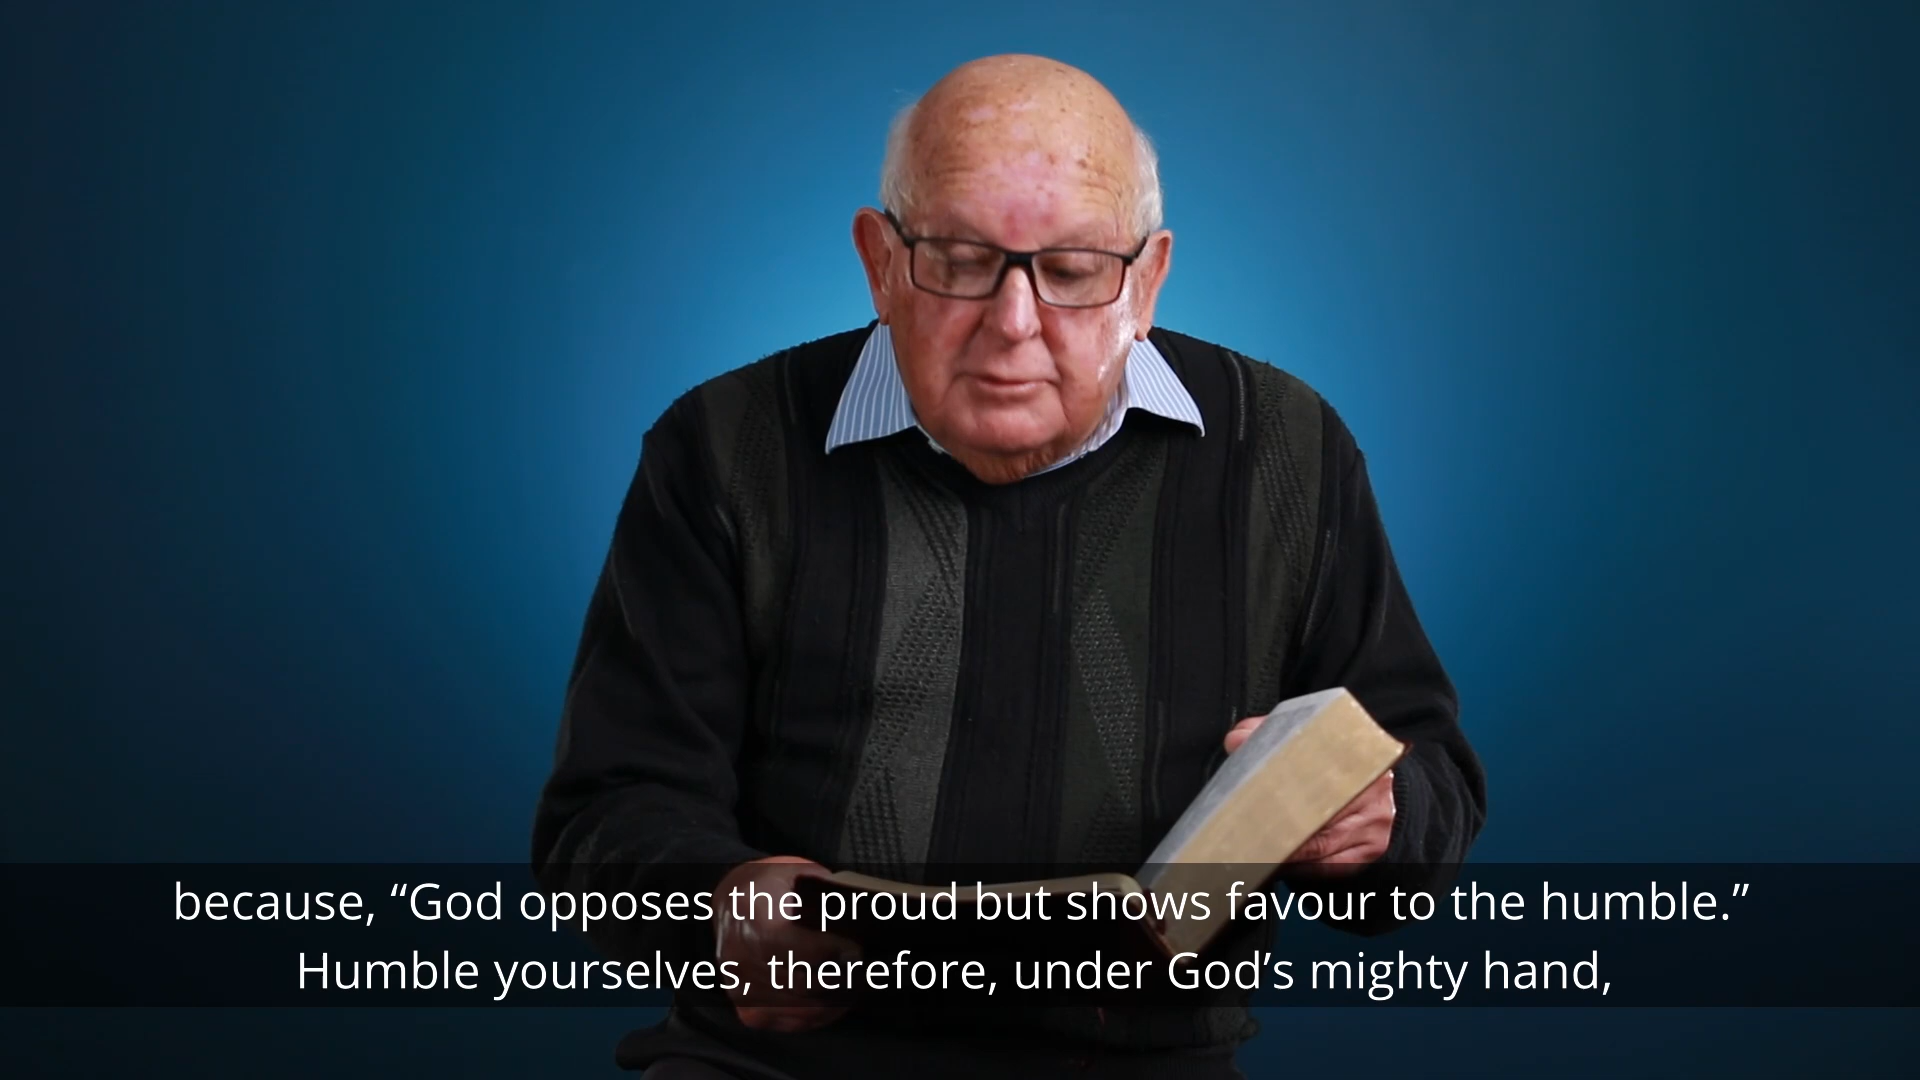 because, “God opposes the proud but shows favour to the humble.”
Humble yourselves, therefore, under God’s mighty hand,